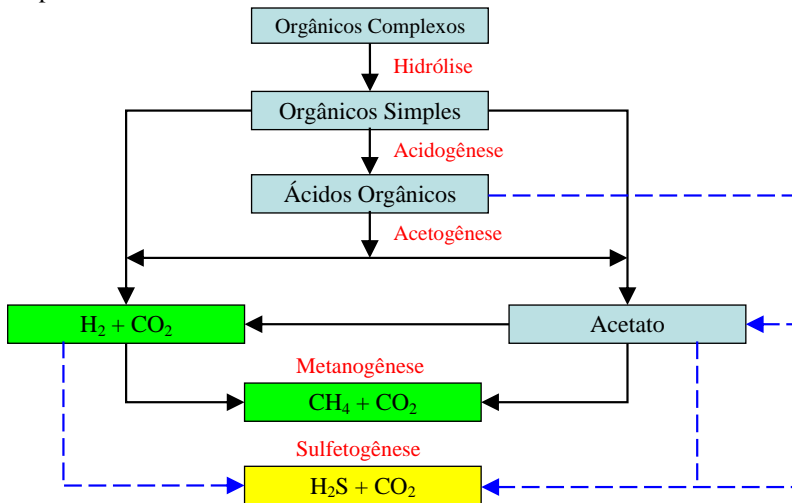 Orgânicos Complexos
Hidrólise
Orgânicos Simples
Acidogênese
Ácidos Orgânicos
Acetogênese
H₂ + CO₂
Acetato
Metanogênese
CH₄ + CO₂
Sulfetogênese
H₂S + CO₂